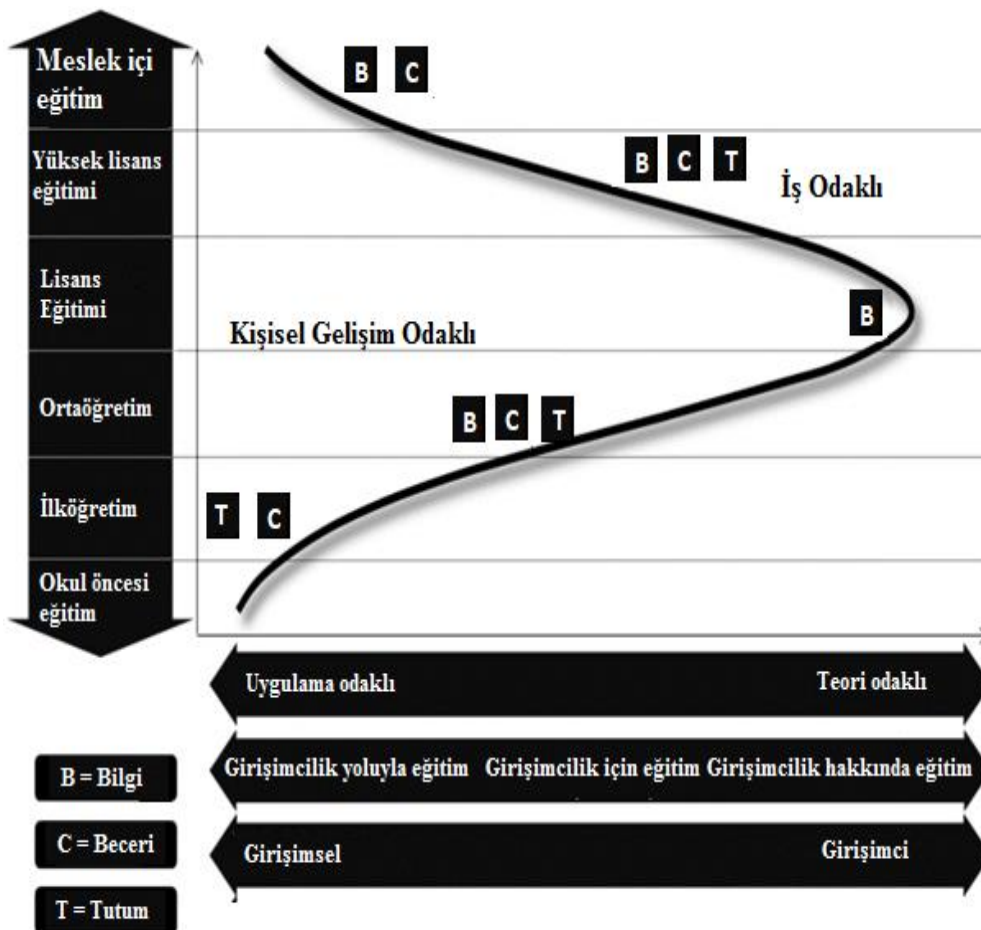 Meslek içi
eğitim
B C
Yüksek lisans
eğitimi
B C T
İş Odaklı
Lisans
Eğitimi
B
Kişisel Gelişim Odaklı
Ortaöğretim
B C T
İlköğretim
T C
Okul öncesi
eğitim
Uygulama odaklı Teori odaklı
Girişimcilik yoluyla eğitim Girişimcilik için eğitim Girişimcilik hakkında eğitim
Girişimsel Girişimci
B = Bilgi
C = Beceri
T = Tutum